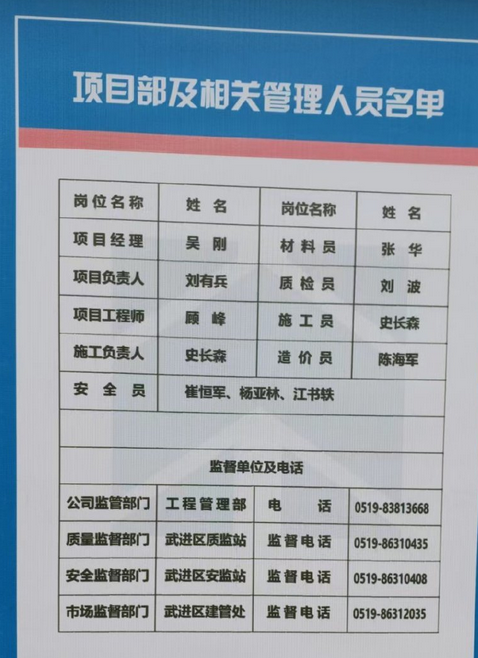 项目部及相关管理人员名单
岗位名称 姓名 岗位名称 姓名
项目经理 吴刚 材料员 张华
项目负责人 刘有兵 质检员 刘波
项目工程师 顾峰 施工员 史长森
施工负责人 史长森 造价员 陈海军
安全员 崔恒军、杨亚林、江书轶
监督单位及电话
公司监管部门 工程管理部 电话 0519-83813668
质量监督部门 武进区质监站 监督电话 0519-86310435
安全监督部门 武进区安监站 监督电话 0519-86310408
市场监督部门 武进区建管处 监督电话 0519-86312035